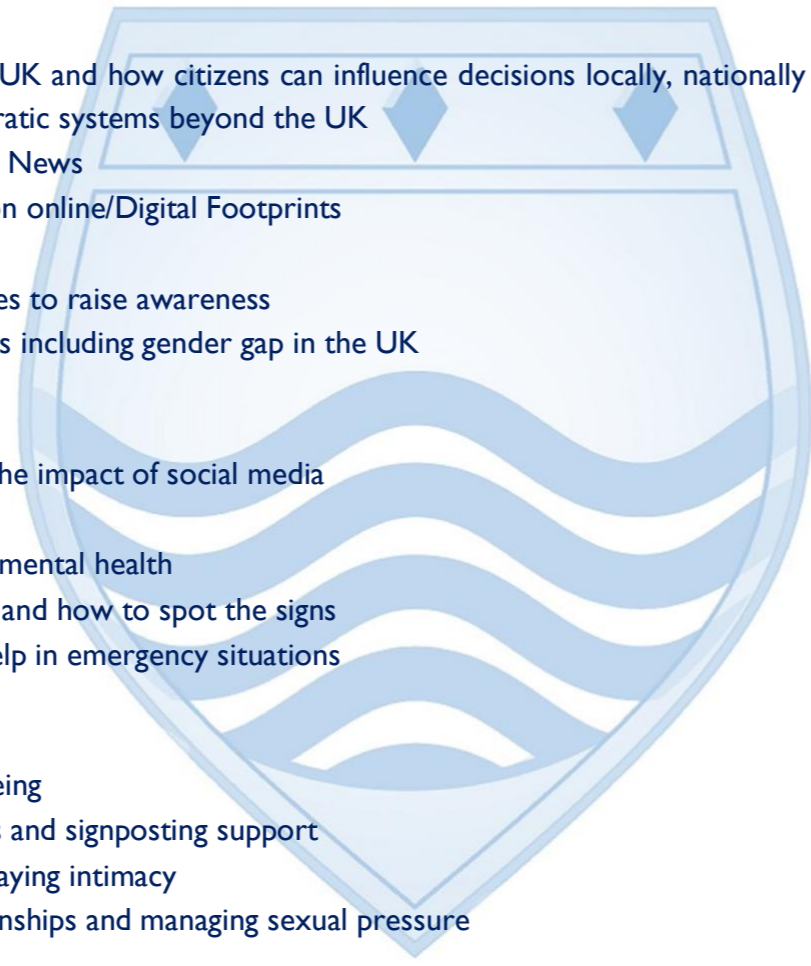 UK and how citizens can influence decisions locally, nationally
ratic systems beyond the UK
News
on online/Digital Footprints
es to raise awareness
s including gender gap in the UK
he impact of social media
mental health
and how to spot the signs
elp in emergency situations
eing
s and signposting support
aying intimacy
nships and managing sexual pressure